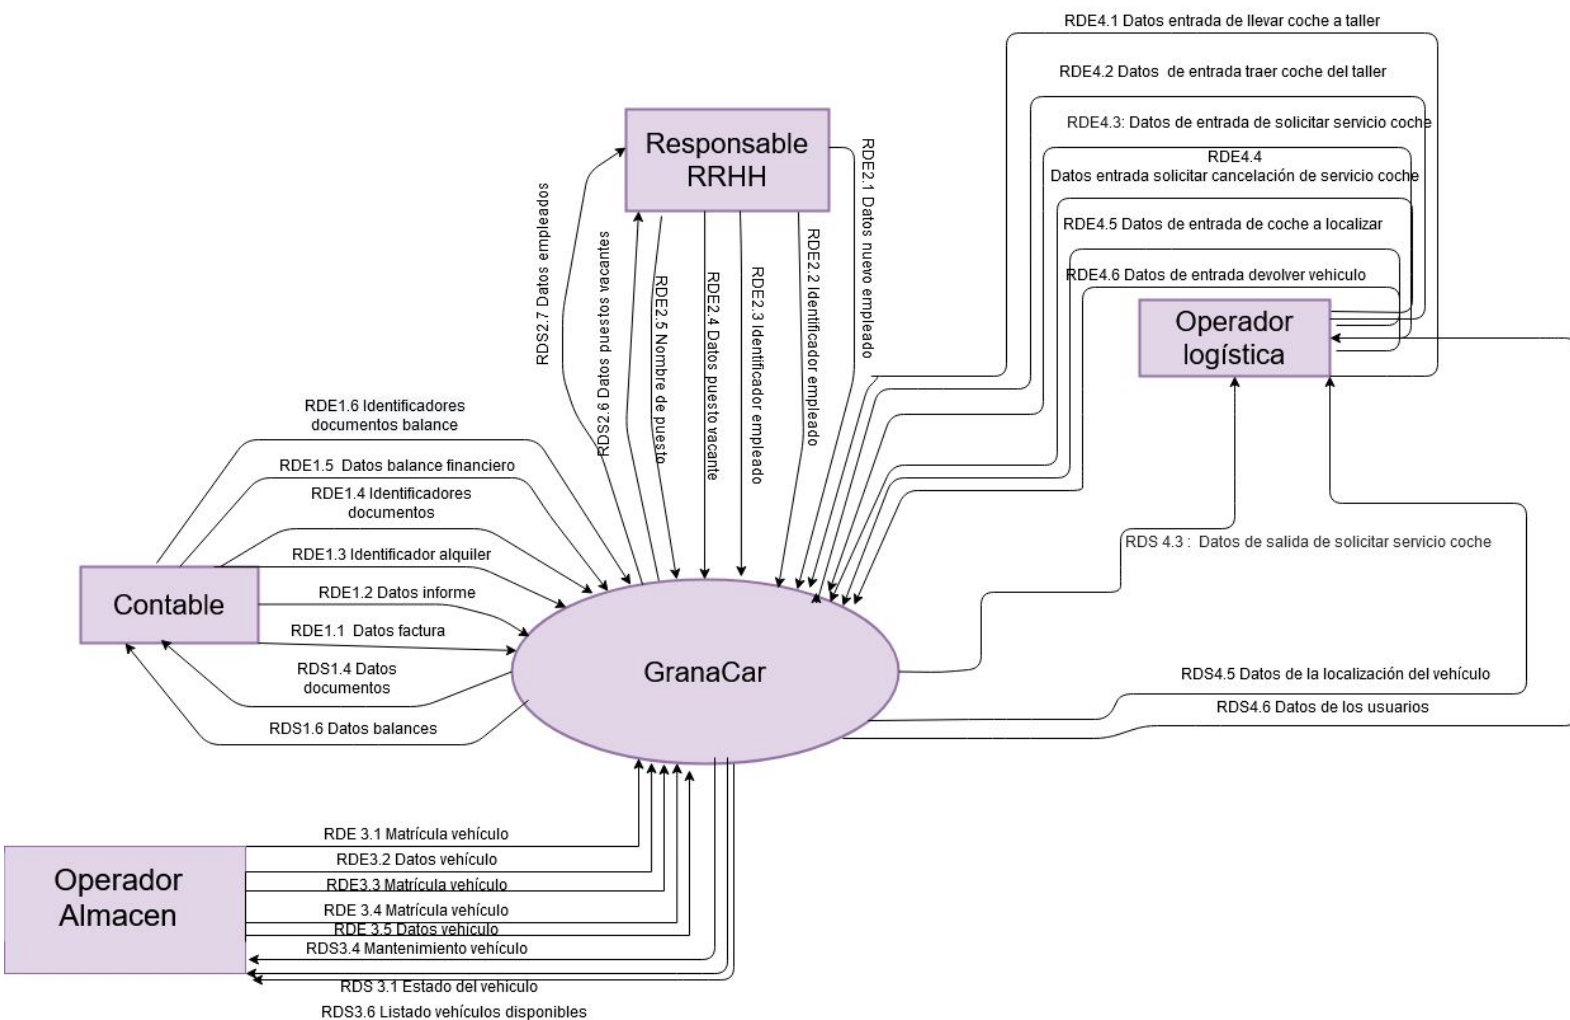 RDE4.1 Datos entrada de llevar coche a taller
RDE4.2 Datos de entrada traer coche del taller
RDE4.3: Datos de entrada de solicitar servicio coche
RDE4.4
Datos entrada solicitar cancelación de servicio coche
RDE4.5 Datos de entrada de coche a localizar
RDE4.6 Datos de entrada devolver vehiculo
Operador
logística
Responsable
RRHH
RDS2.7 Datos empleados
RDS2.6 Datos puestos vacantes
RDE2.5 Nombre de puesto
RDE2.4 Datos puesto vacante
RDE2.3 Identificador empleado
RDE2.2 Identificador empleado
RDE2.1 Datos nuevo empleado
RDE1.6 Identificadores
documentos balance
RDE1.5 Datos balance financiero
RDE1.4 Identificadores
documentos
RDE1.3 Identificador alquiler
RDE1.2 Datos informe
RDE1.1 Datos factura
RDS1.4 Datos
documentos
RDS1.6 Datos balances
Contable
GranaCar
RDS 4.3 : Datos de salida de solicitar servicio coche
RDS4.5 Datos de la localización del vehículo
RDS4.6 Datos de los usuarios
Operador
Almacen
RDE 3.1 Matrícula vehículo
RDE3.2 Datos vehículo
RDE3.3 Matrícula vehículo
RDE 3.4 Matrícula vehículo
RDE 3.5 Datos vehículo
RDS3.4 Mantenimiento vehículo
RDS 3.1 Estado del vehiculo
RDS3.6 Listado vehículos disponibles